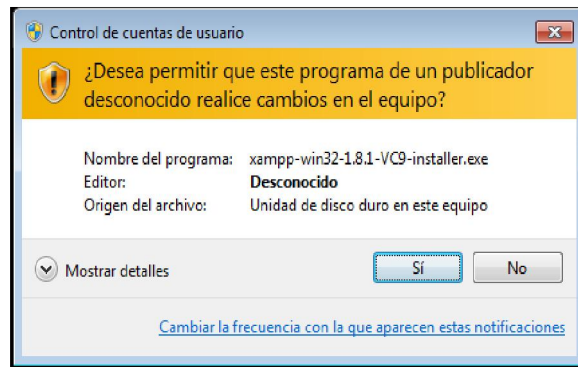 Control de cuentas de usuario
¿Desea permitir que este programa de un publicador
desconocido realice cambios en el equipo?
Nombre del programa: xampp-win32-1.8.1-VC9-installer.exe
Editor: Desconocido
Origen del archivo: Unidad de disco duro en este equipo
Mostrar detalles Sí No
Cambiar la frecuencia con la que aparecen estas notificaciones